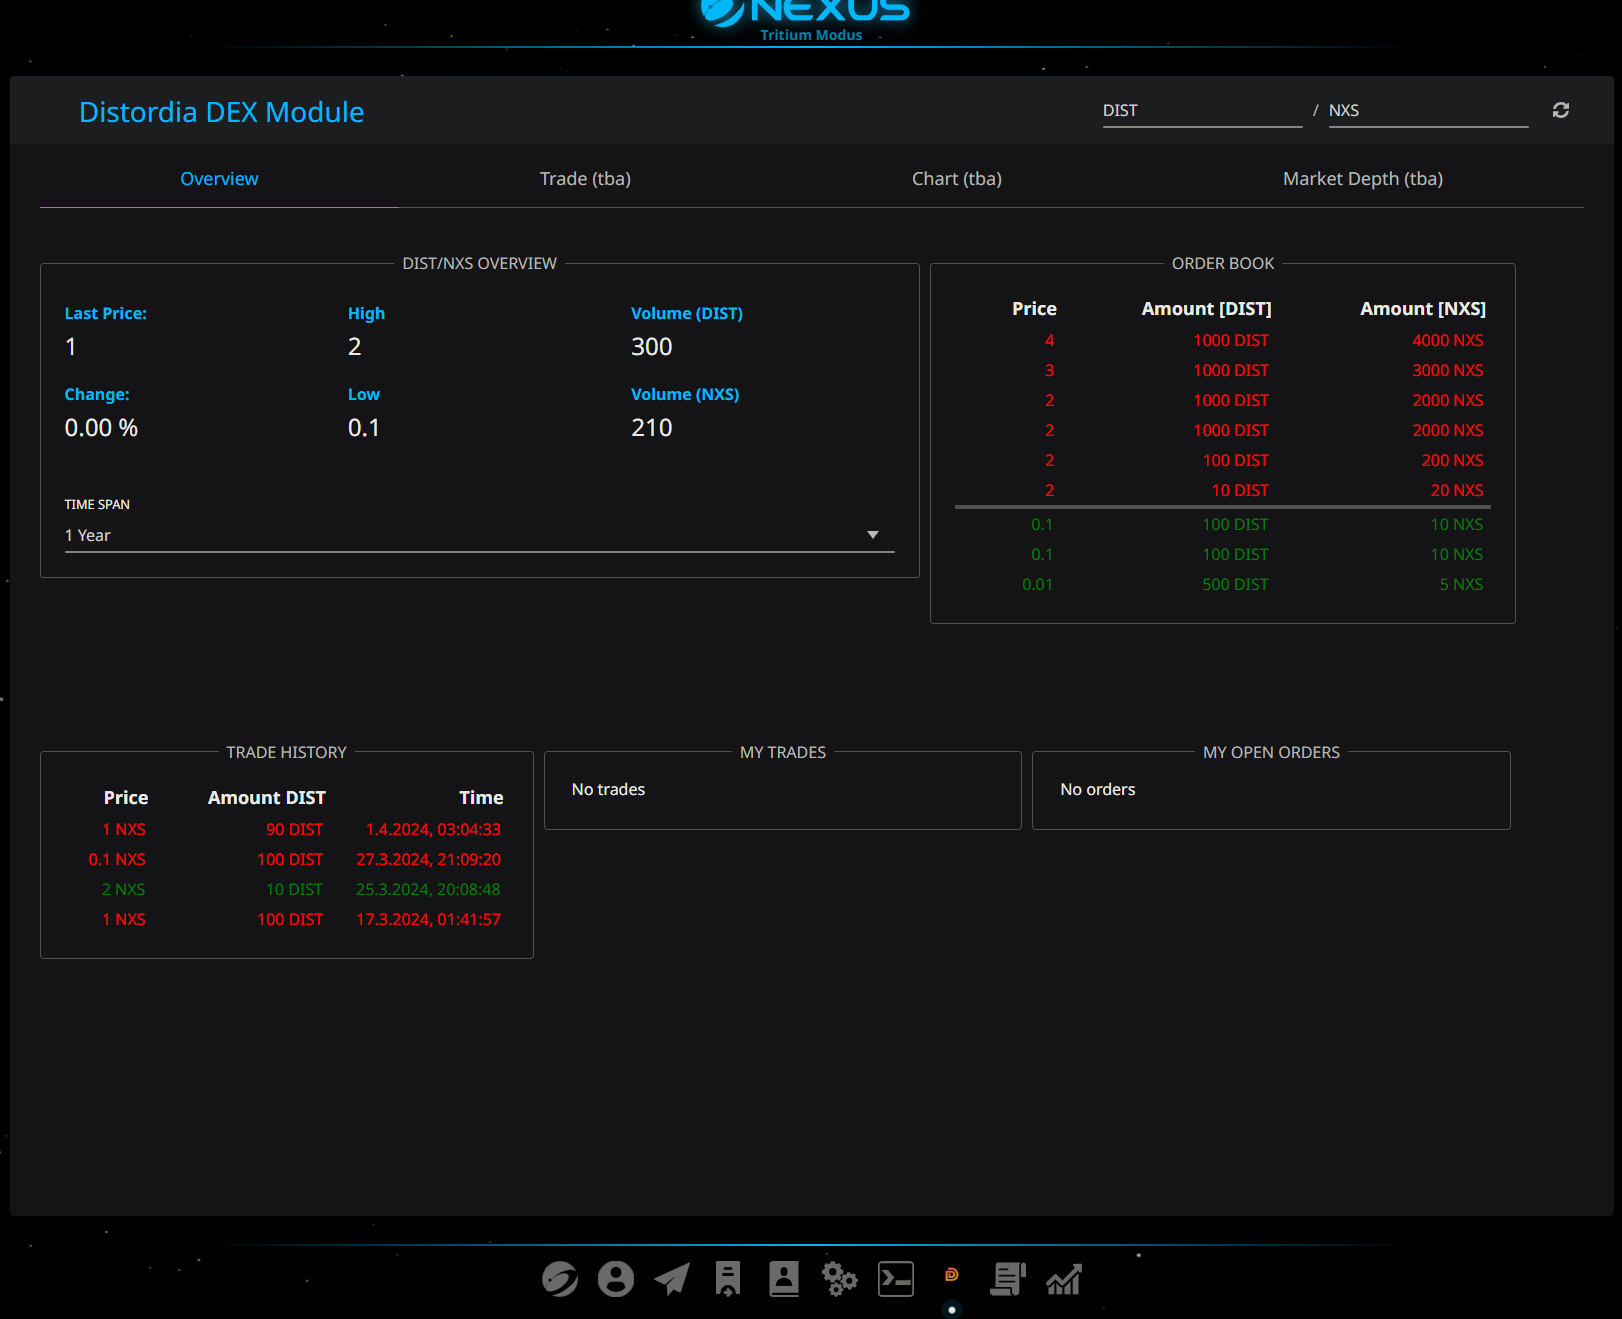 NEXUS
Tritium Modus
Distordia DEX Module
DIST / NXS
Overview Trade (tba) Chart (tba) Market Depth (tba)
DIST/NXS OVERVIEW
Last Price: High Volume (DIST)
1 2 300
Change: Low Volume (NXS)
0.00 % 0.1 210
TIME SPAN
1 Year
ORDER BOOK
Price Amount [DIST] Amount [NXS]
4 1000 DIST 4000 NXS
3 1000 DIST 3000 NXS
2 1000 DIST 2000 NXS
2 1000 DIST 2000 NXS
2 100 DIST 200 NXS
2 10 DIST 20 NXS
0.1 100 DIST 10 NXS
0.1 100 DIST 10 NXS
0.01 500 DIST 5 NXS
TRADE HISTORY
Price Amount DIST Time
1 NXS 90 DIST 1.4.2024, 03:04:33
0.1 NXS 100 DIST 27.3.2024, 21:09:20
2 NXS 10 DIST 25.3.2024, 20:08:48
1 NXS 100 DIST 17.3.2024, 01:41:57
MY TRADES
No trades
MY OPEN ORDERS
No orders